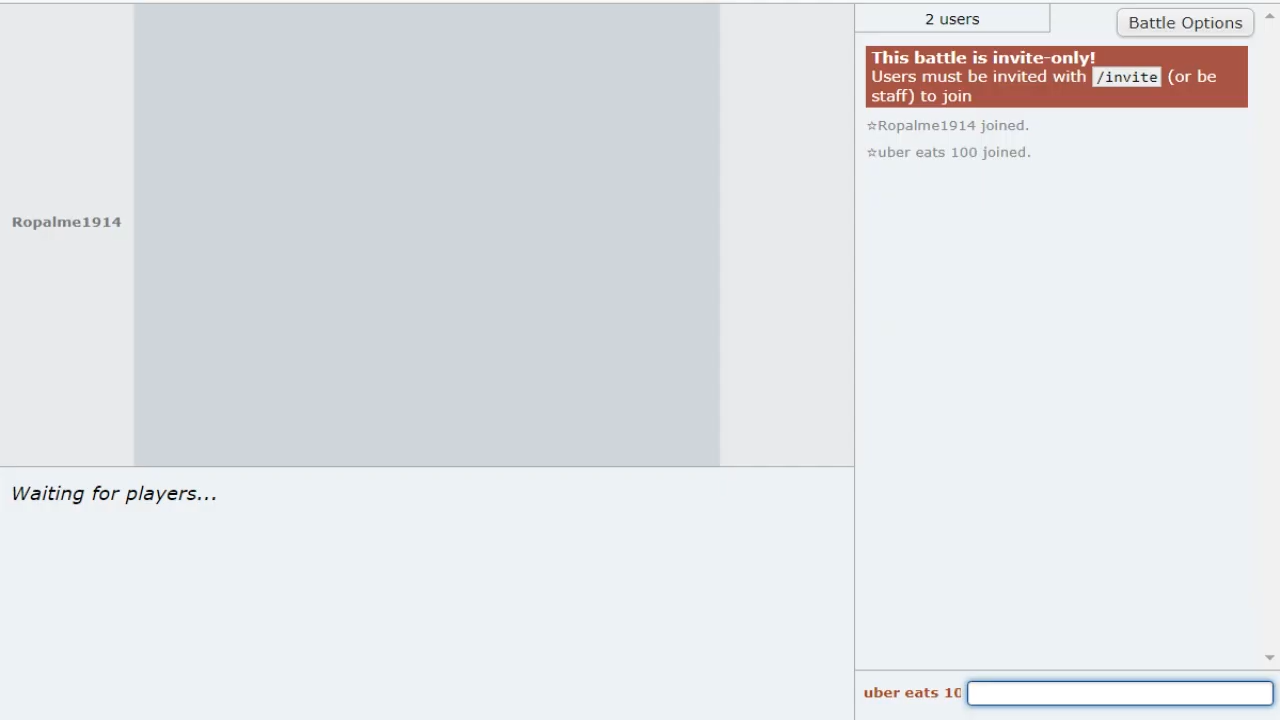 2 users
Battle Options
This battle is invite-only!
Users must be invited with /invite (or be
staff) to join
☆Ropalme1914 joined.
☆uber eats 100 joined.
Ropalme1914
Waiting for players...
uber eats 10